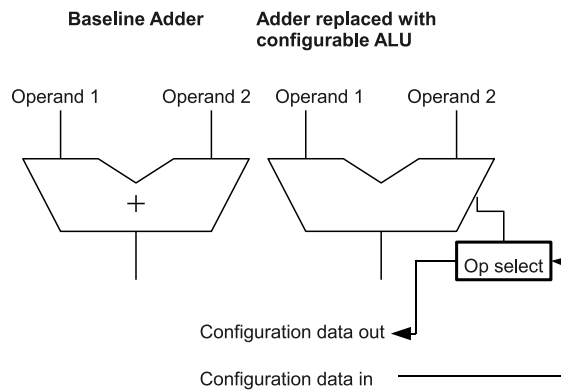 Baseline Adder
Adder replaced with
configurable ALU
Operand 1
Operand 2
Operand 1
Operand 2
+
Op select
Configuration data out
Configuration data in